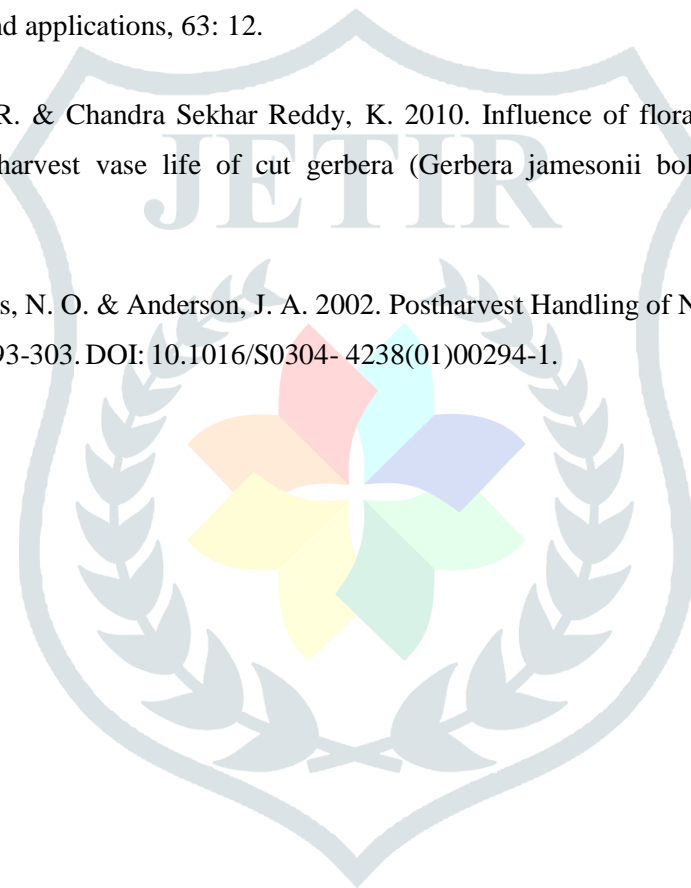 nd applications, 63: 12.
R. & Chandra Sekhar Reddy, K. 2010. Influence of flora
harvest vase life of cut gerbera (Gerbera jamesonii bol
JETIR
s, N. O. & Anderson, J. A. 2002. Postharvest Handling of N
93-303. DOI: 10.1016/S0304- 4238(01)00294-1.